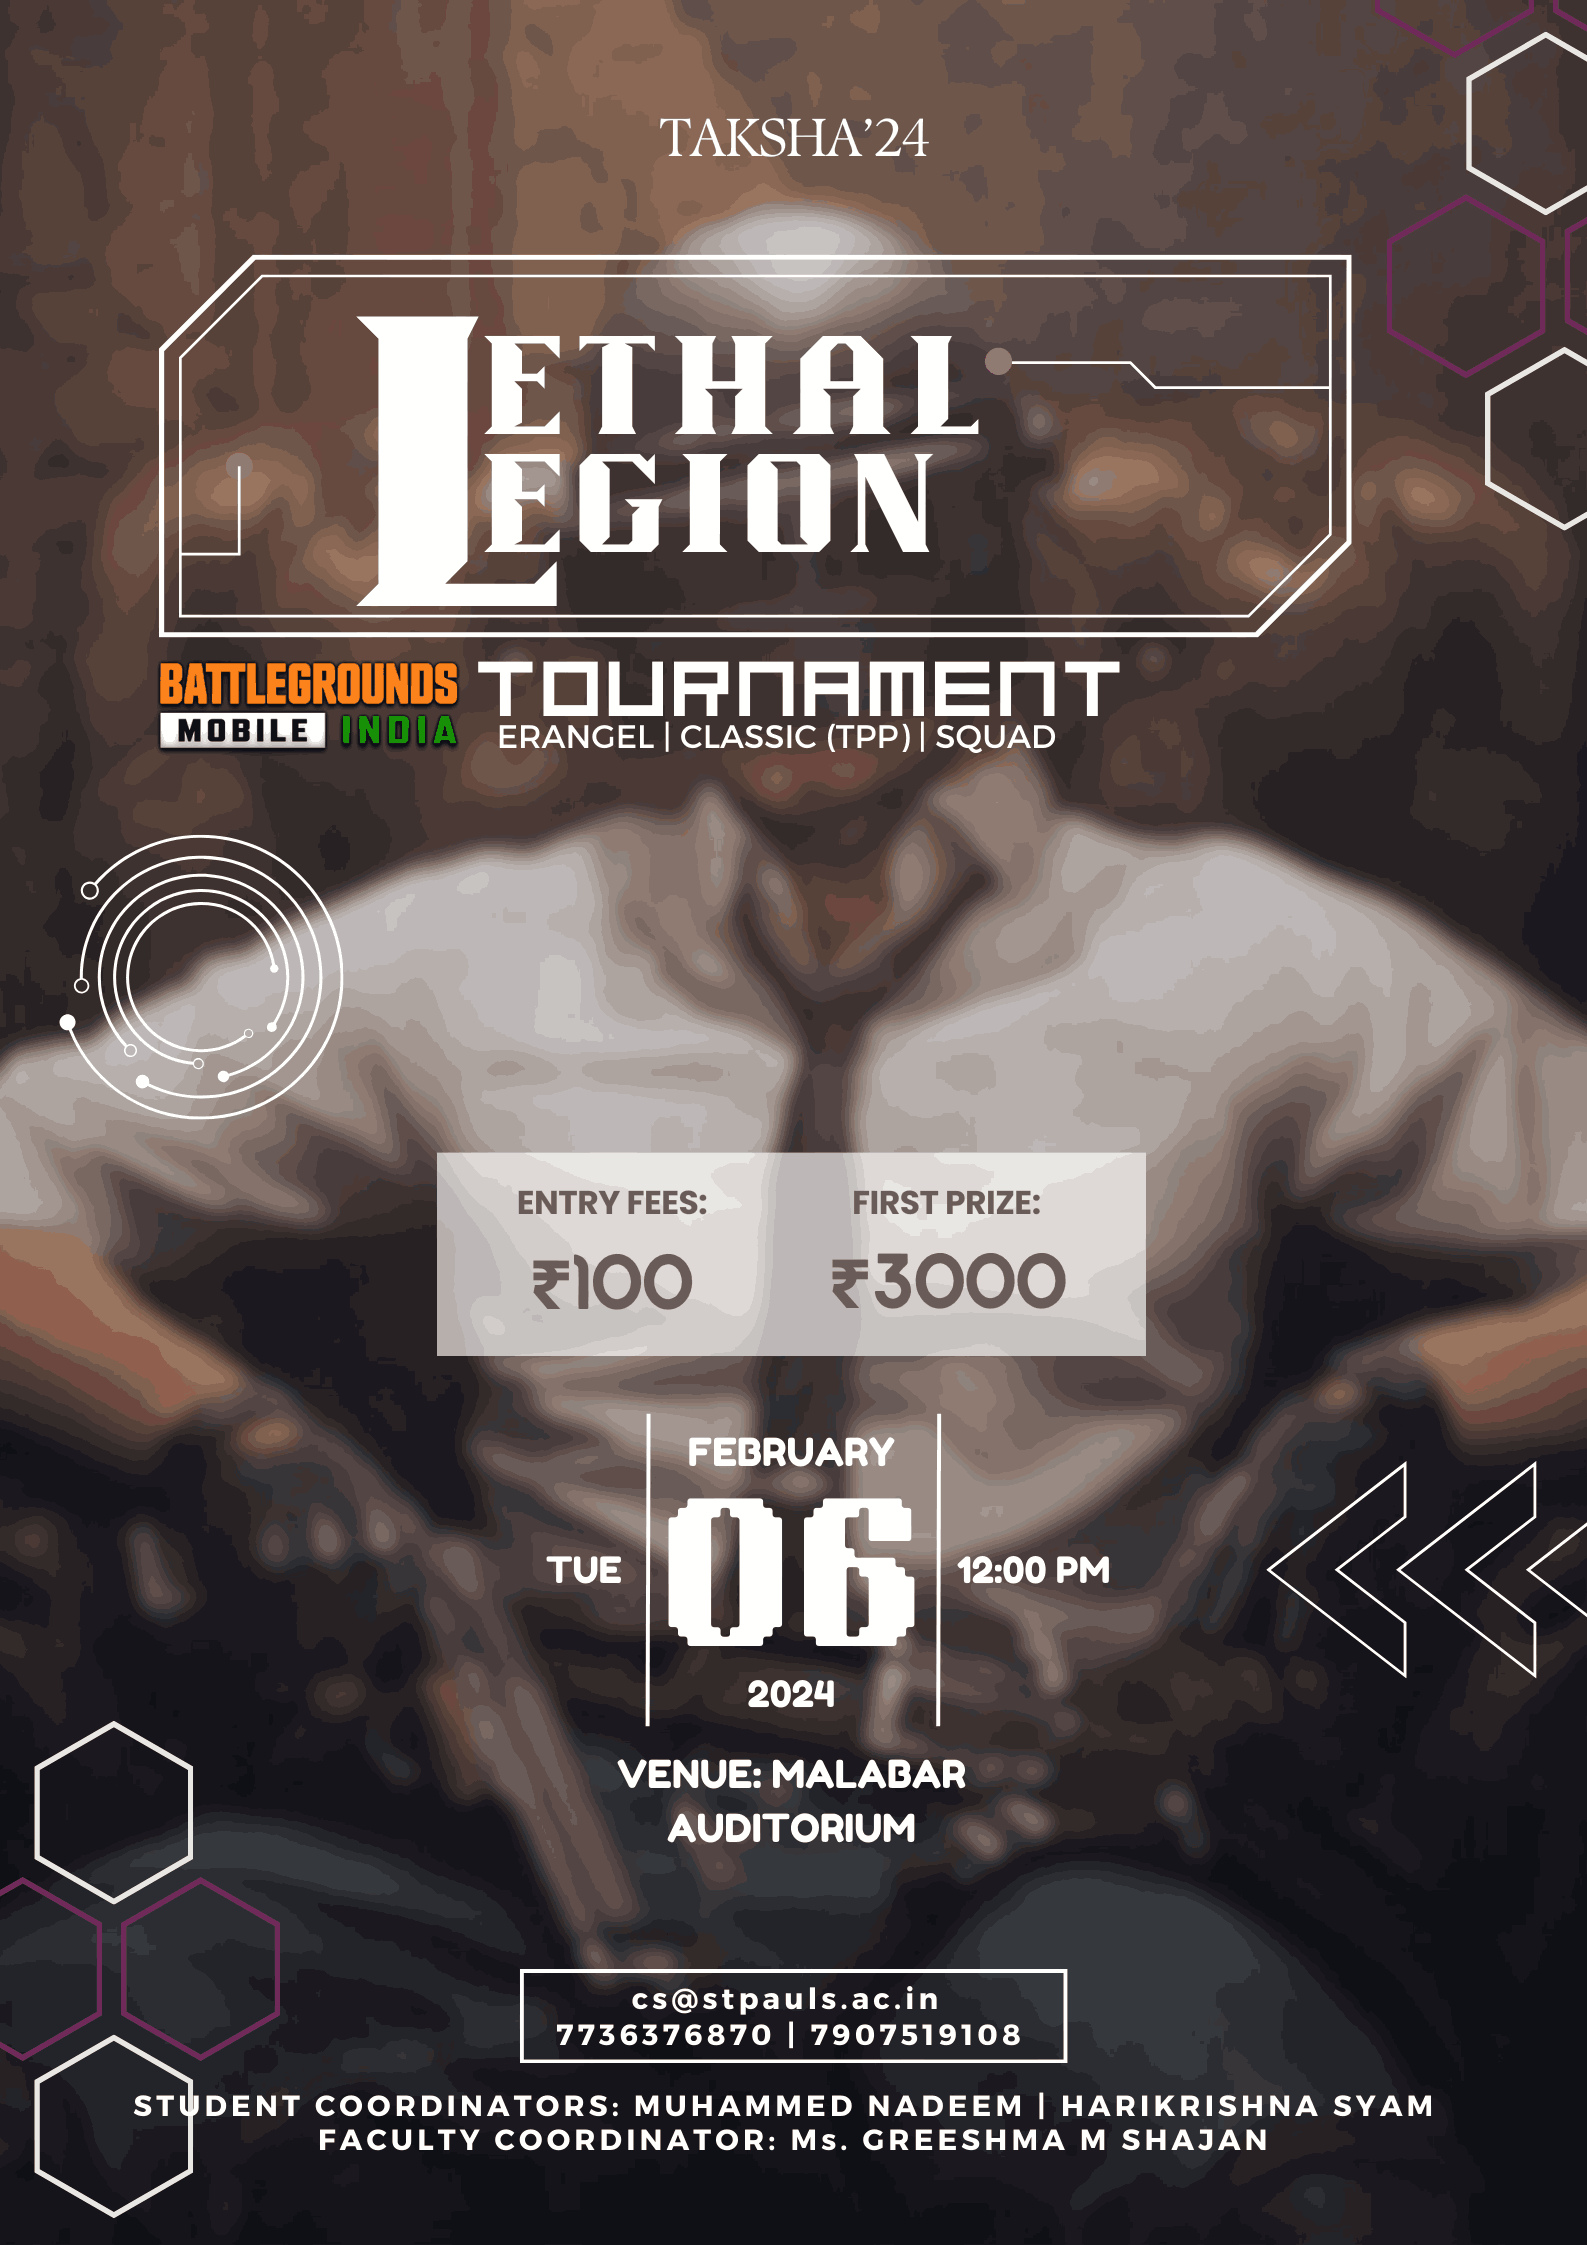 TAKSHA'24
LETHAL
LEGION
BATTLEGROUNDS
MOBILE INDIA
TOURNAMENT
ERANGEL | CLASSIC (TPP) | SQUAD
ENTRY FEES:
₹100
FIRST PRIZE:
₹3000
FEBRUARY
TUE
06
12:00 PM
2024
VENUE: MALABAR
AUDITORIUM
cs@stpauls.ac.in
7736376870 | 7907519108
STUDENT COORDINATORS: MUHAMMED NADEEM | HARIKRISHNA SYAM
FACULTY COORDINATOR: Ms. GREESHMA M SHAJAN